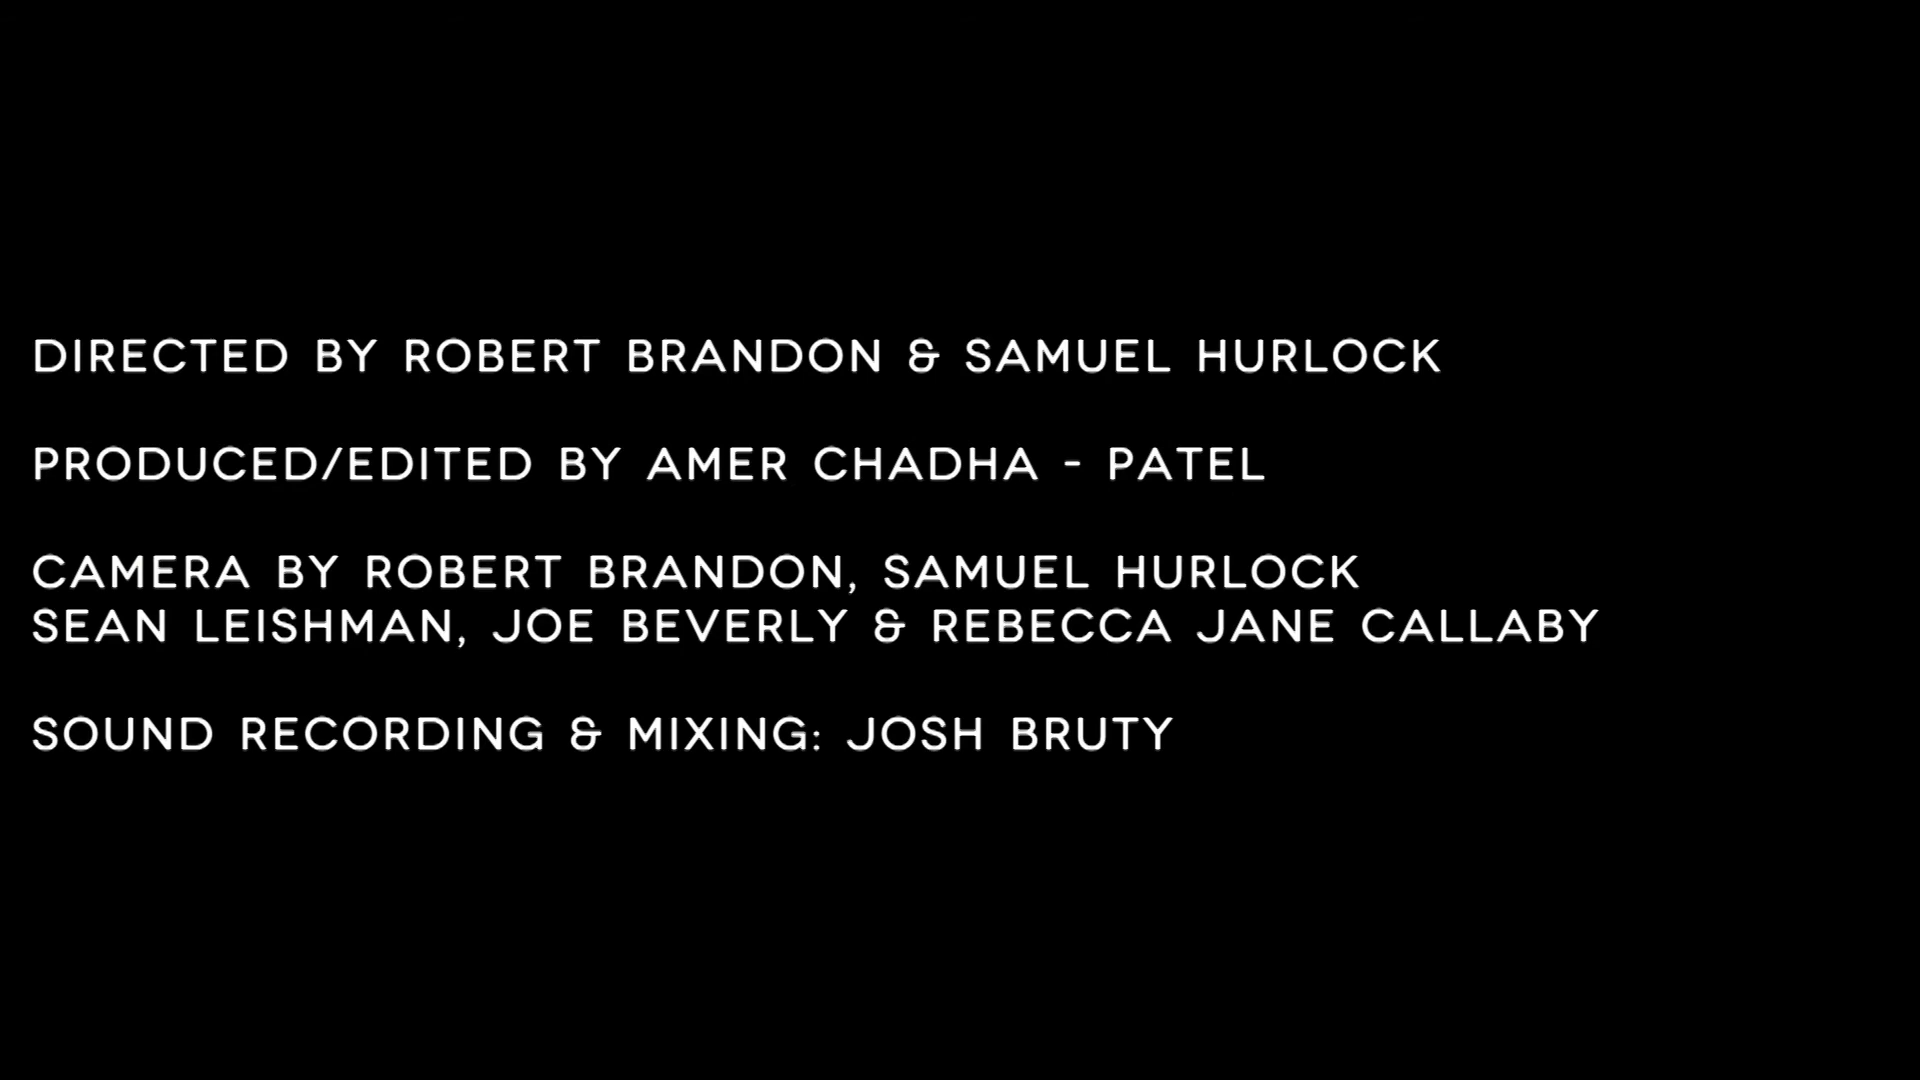 DIRECTED BY ROBERT BRANDON & SAMUEL HURLOCK
PRODUCED/EDITED BY AMER CHADHA - PATEL
CAMERA BY ROBERT BRANDON, SAMUEL HURLOCK
SEAN LEISHMAN, JOE BEVERLY & REBECCA JANE CALLABY
SOUND RECORDING & MIXING: JOSH BRUTY